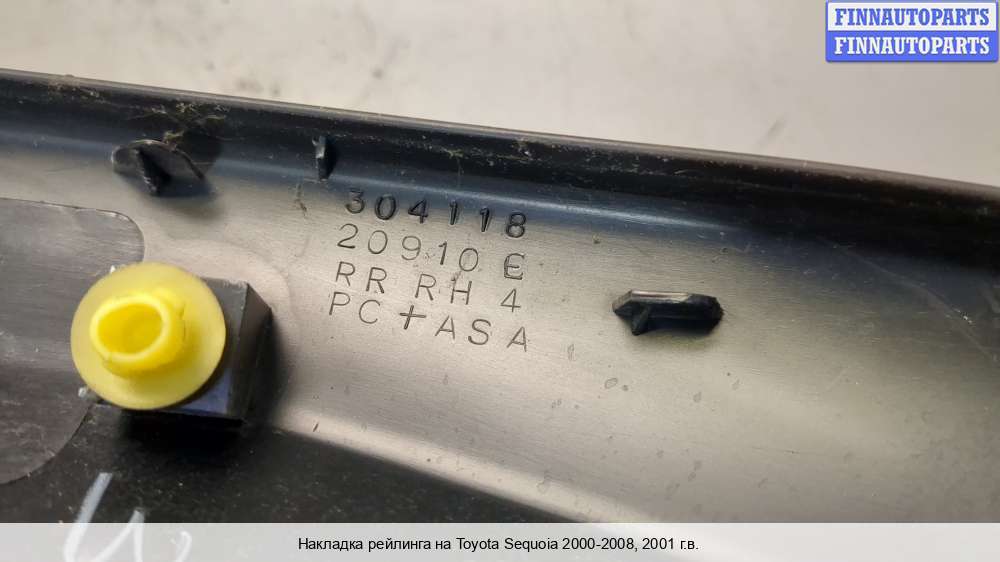 FINNAUTOPARTS
FINNAUTOPARTS
304118
20910 E
RR RH 4
PC+ASA
Накладка рейлинга на Toyota Sequoia 2000-2008, 2001 г.в.